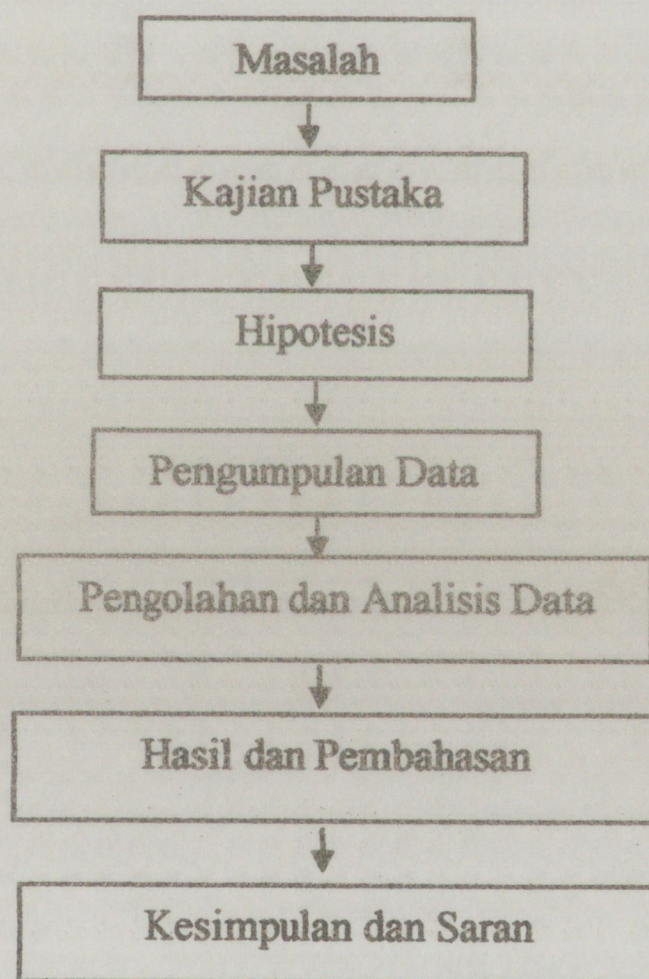 Masalah
Kajian Pustaka
Hipotesis
Pengumpulan Data
Pengolahan dan Analisis Data
Hasil dan Pembahasan
Kesimpulan dan Saran